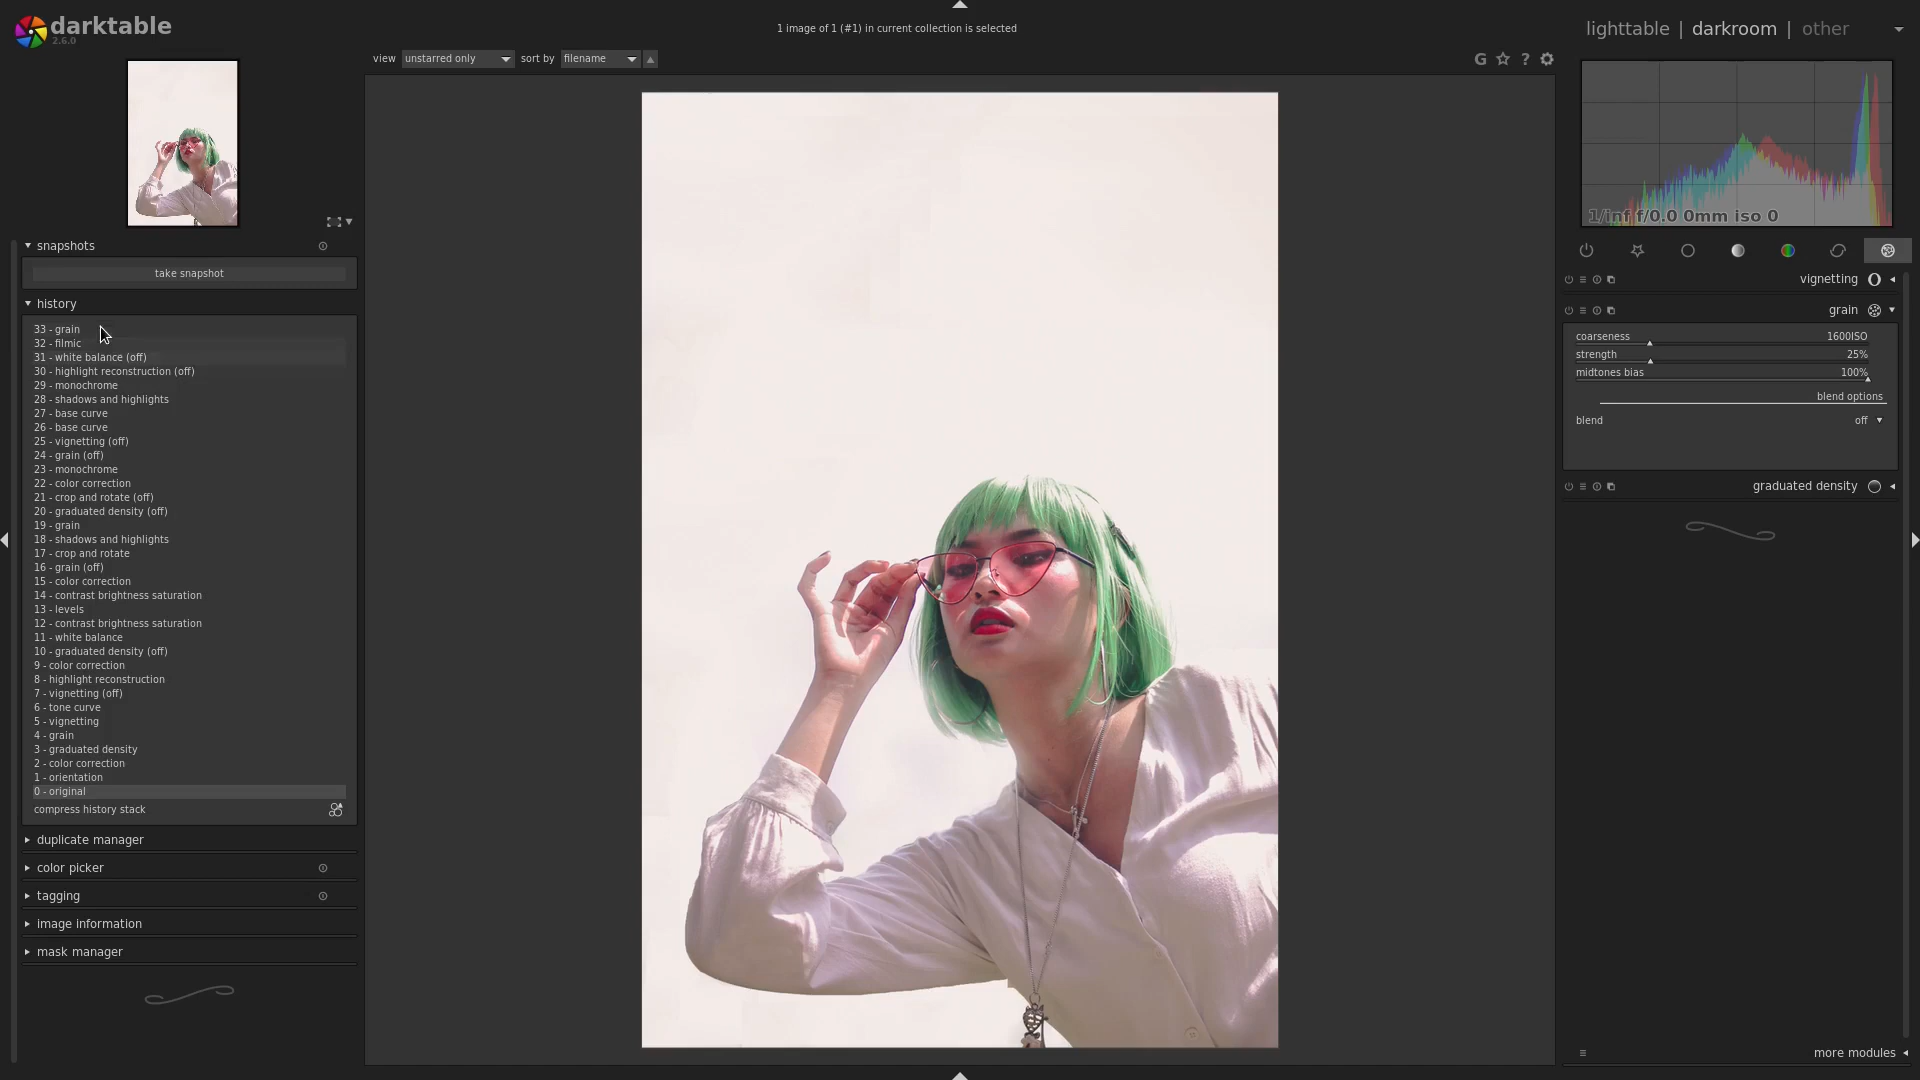 darktable
2.6.0
1 image of 1 (#1) in current collection is selected
lighttable | darkroom | other
view unstarred only sort by filename
G ?
1/inf f/0.0 0mm iso 0
snapshots
take snapshot
history
33 - grain
32 - filmic
31 - white balance (off)
30 - highlight reconstruction (off)
29 - monochrome
28 - shadows and highlights
27 - base curve
26 - base curve
25 - vignetting (off)
24 - grain (off)
23 - monochrome
22 - color correction
21 - crop and rotate (off)
20 - graduated density (off)
19 - grain
18 - shadows and highlights
17 - crop and rotate
16 - grain (off)
15 - color correction
14 - contrast brightness saturation
13 - levels
12 - contrast brightness saturation
11 - white balance
10 - graduated density (off)
9 - color correction
8 - highlight reconstruction
7 - vignetting (off)
6 - tone curve
5 - vignetting
4 - grain
3 - graduated density
2 - color correction
1 - orientation
0 - original
compress history stack
duplicate manager
color picker
tagging
image information
mask manager
vignetting
grain
coarseness 1600ISO
strength 25%
midtones bias 100%
blend options
blend off
graduated density
more modules